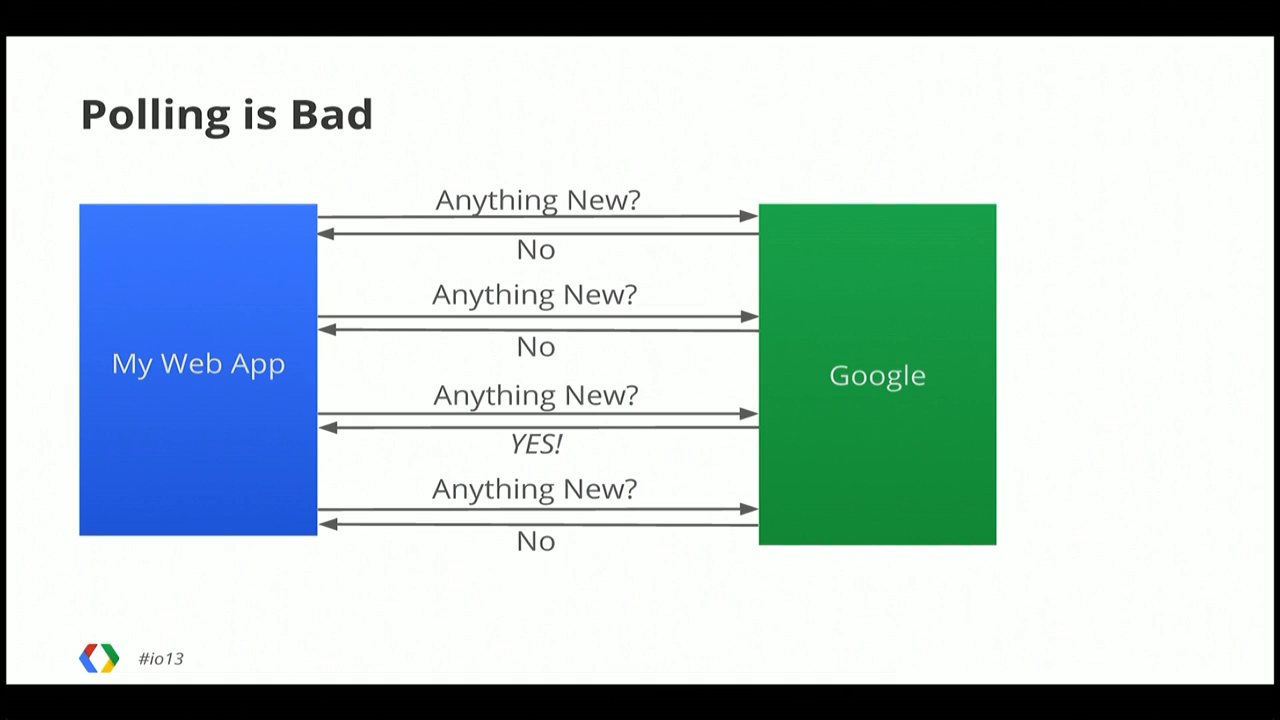 Polling is Bad
Anything New?
No
Anything New?
No
My Web App
Google
Anything New?
YES!
Anything New?
No
#io13